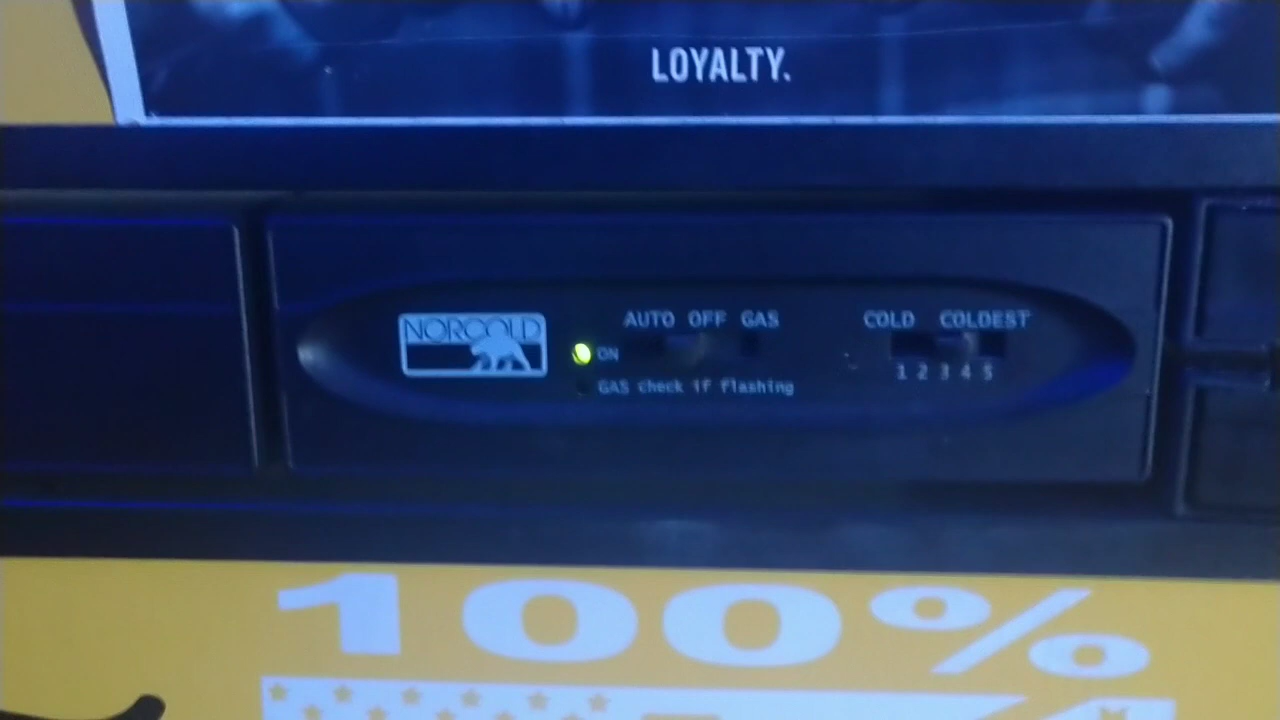 LOYALTY.
NORCOLD
AUTO OFF GAS
ON
GAS check if flashing
COLD COLDEST
1 2 3 4 5
100%